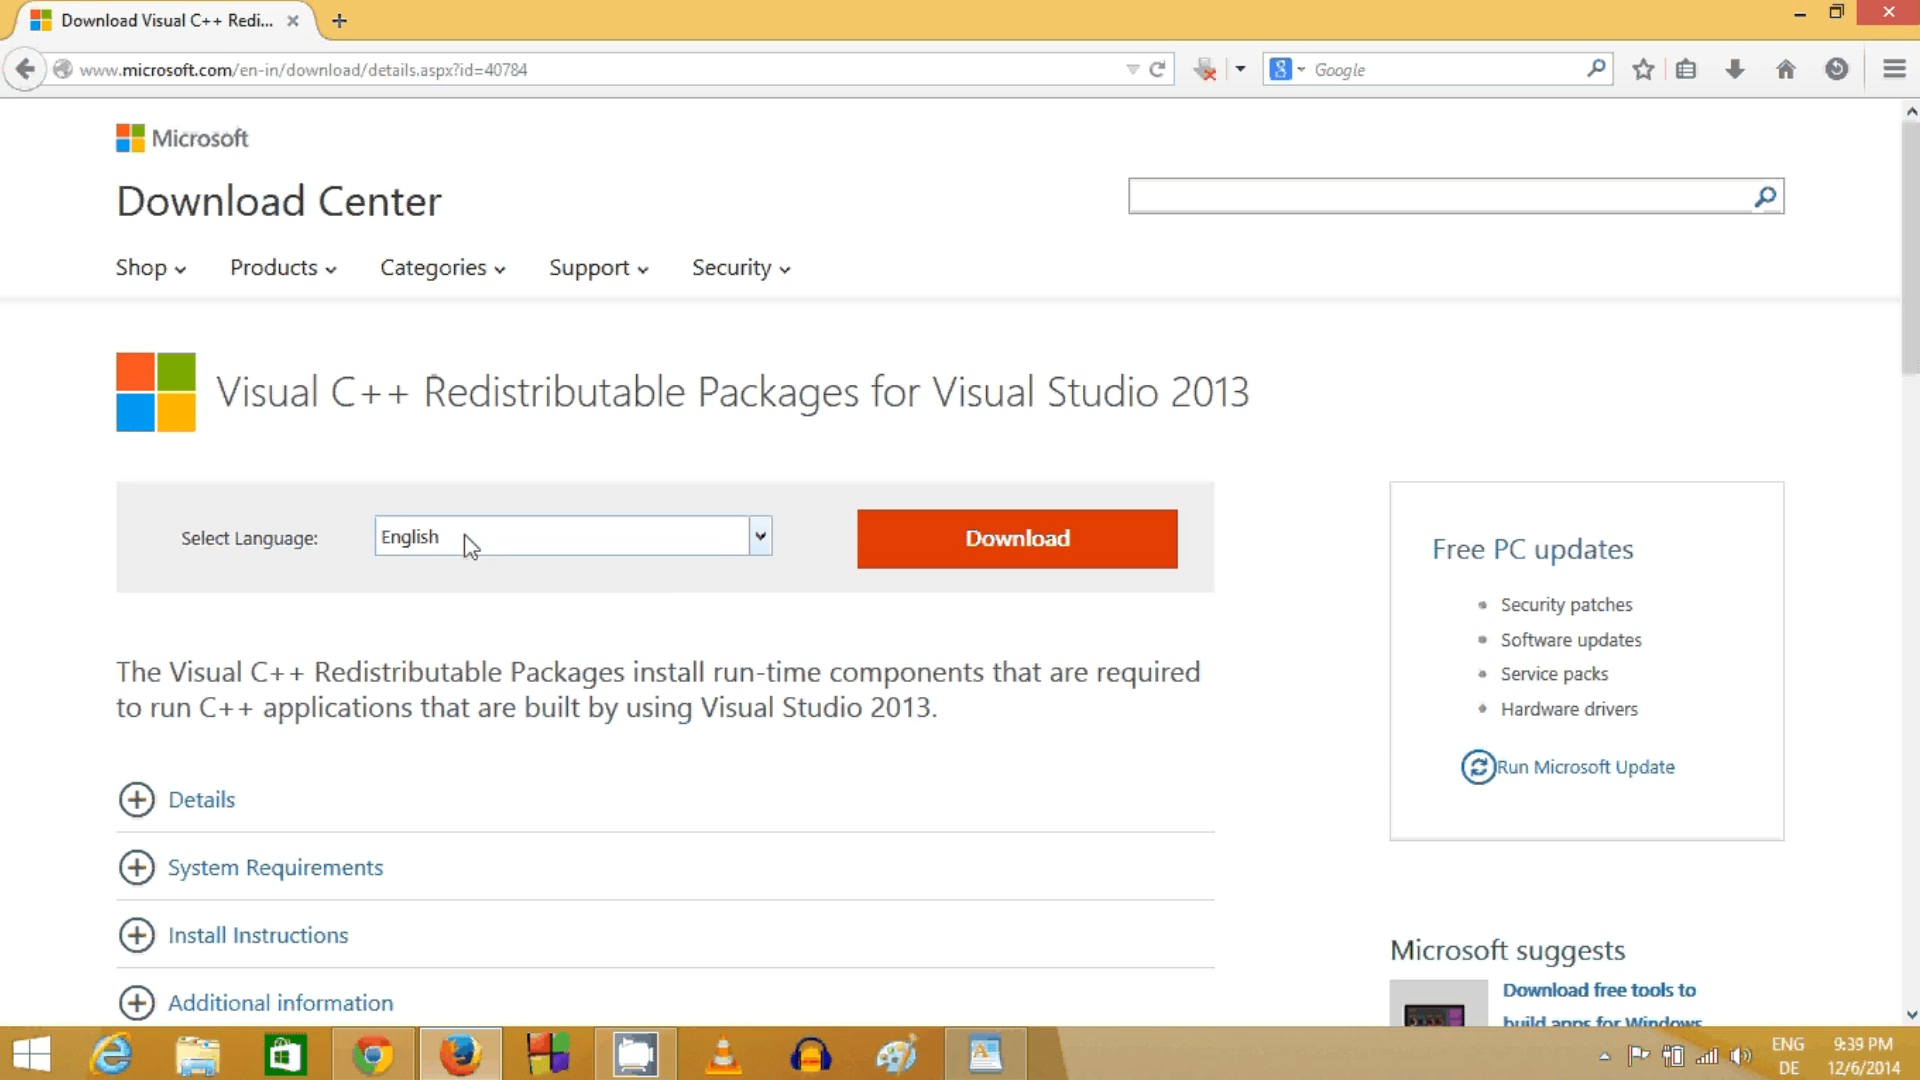 Download Visual C++ Redi...
www.microsoft.com/en-in/download/details.aspx?id=40784
Google
Microsoft
Download Center
Shop Products Categories Support Security
Visual C++ Redistributable Packages for Visual Studio 2013
Select Language:
English
Download
The Visual C++ Redistributable Packages install run-time components that are required
to run C++ applications that are built by using Visual Studio 2013.
Details
System Requirements
Install Instructions
Additional information
Free PC updates
Security patches
Software updates
Service packs
Hardware drivers
Run Microsoft Update
Microsoft suggests
Download free tools to
build apps for Windows
ENG
DE
9:39 PM
12/6/2014